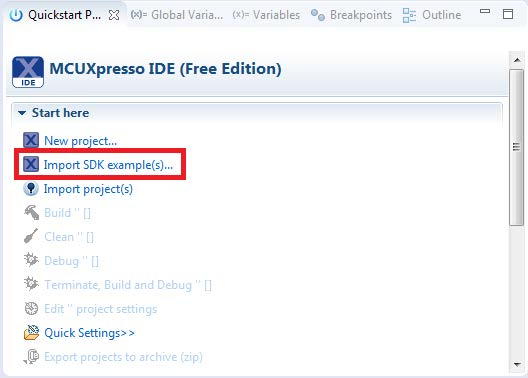 Quickstart P... (x)= Global Varia... (x)= Variables Breakpoints Outline
IDE
MCUXpresso IDE (Free Edition)
Start here
New project...
Import SDK example(s)...
Import project(s)
Build '' []
Clean '' []
Debug '' []
Terminate, Build and Debug '' []
Edit '' project settings
Quick Settings>>
Export projects to archive (zip)